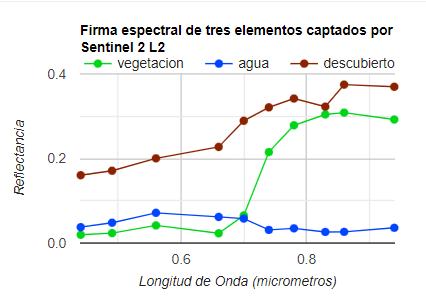 Firma espectral de tres elementos captados por
Sentinel 2 L2
vegetacion agua descubierto
0.4
0.2
0.0
0.6 0.8
Reflectancia
Longitud de Onda (micrometros)